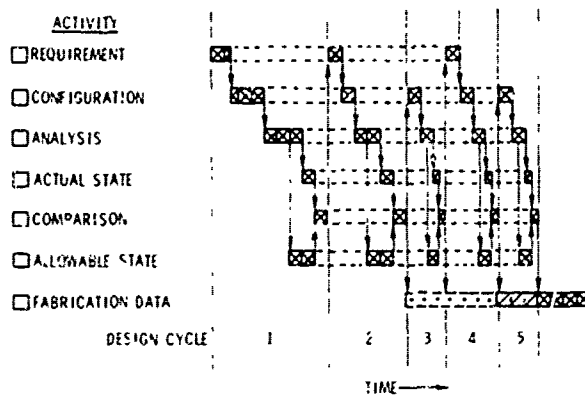 ACTIVITY
REQUIREMENT
CONFIGURATION
ANALYSIS
ACTUAL STATE
COMPARISON
ALLOWABLE STATE
FABRICATION DATA
DESIGN CYCLE 1 2 3 4 5
TIME